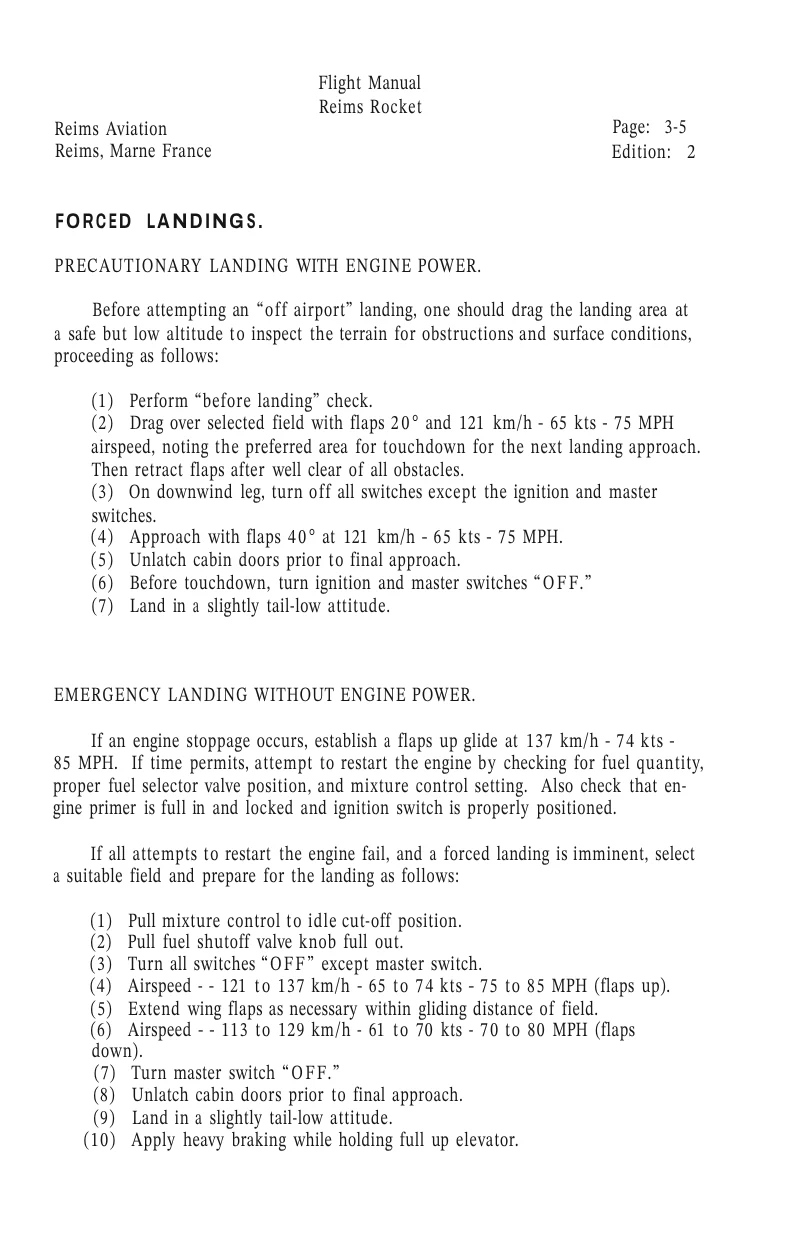 Flight Manual
Reims Rocket
Reims Aviation
Page: 3-5
Reims, Marne France
Edition: 2
FORCED LANDINGS.
PRECAUTIONARY LANDING WITH ENGINE POWER.
Before attempting an “off airport” landing, one should drag the landing area at
a safe but low altitude to inspect the terrain for obstructions and surface conditions,
proceeding as follows:
(1) Perform “before landing” check.
(2) Drag over selected field with flaps 20° and 121 km/h - 65 kts - 75 MPH
airspeed, noting the preferred area for touchdown for the next landing approach.
Then retract flaps after well clear of all obstacles.
(3) On downwind leg, turn off all switches except the ignition and master
switches.
(4) Approach with flaps 40° at 121 km/h - 65 kts - 75 MPH.
(5) Unlatch cabin doors prior to final approach.
(6) Before touchdown, turn ignition and master switches “OFF.”
(7) Land in a slightly tail-low attitude.
EMERGENCY LANDING WITHOUT ENGINE POWER.
If an engine stoppage occurs, establish a flaps up glide at 137 km/h - 74 kts -
85 MPH. If time permits, attempt to restart the engine by checking for fuel quantity,
proper fuel selector valve position, and mixture control setting. Also check that en-
gine primer is full in and locked and ignition switch is properly positioned.
If all attempts to restart the engine fail, and a forced landing is imminent, select
a suitable field and prepare for the landing as follows:
(1) Pull mixture control to idle cut-off position.
(2) Pull fuel shutoff valve knob full out.
(3) Turn all switches “OFF” except master switch.
(4) Airspeed - - 121 to 137 km/h - 65 to 74 kts - 75 to 85 MPH (flaps up).
(5) Extend wing flaps as necessary within gliding distance of field.
(6) Airspeed - - 113 to 129 km/h - 61 to 70 kts - 70 to 80 MPH (flaps
down).
(7) Turn master switch “OFF.”
(8) Unlatch cabin doors prior to final approach.
(9) Land in a slightly tail-low attitude.
(10) Apply heavy braking while holding full up elevator.